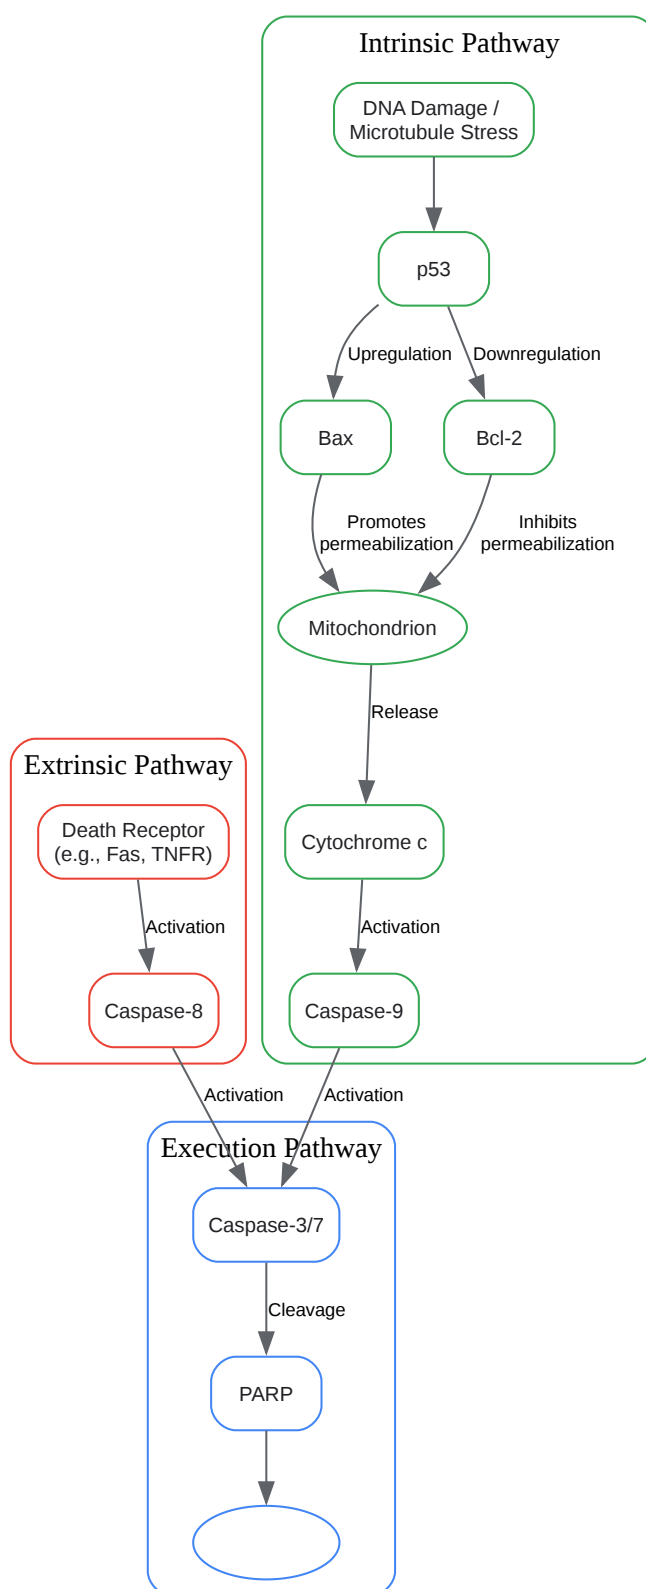 Intrinsic Pathway
DNA Damage /
Microtubule Stress
p53
Upregulation
Downregulation
Bax
Bcl-2
Promotes
permeabilization
Inhibits
permeabilization
Mitochondrion
Release
Extrinsic Pathway
Death Receptor
(e.g., Fas, TNFR)
Cytochrome c
Activation
Activation
Caspase-8
Caspase-9
Activation
Activation
Execution Pathway
Caspase-3/7
Cleavage
PARP